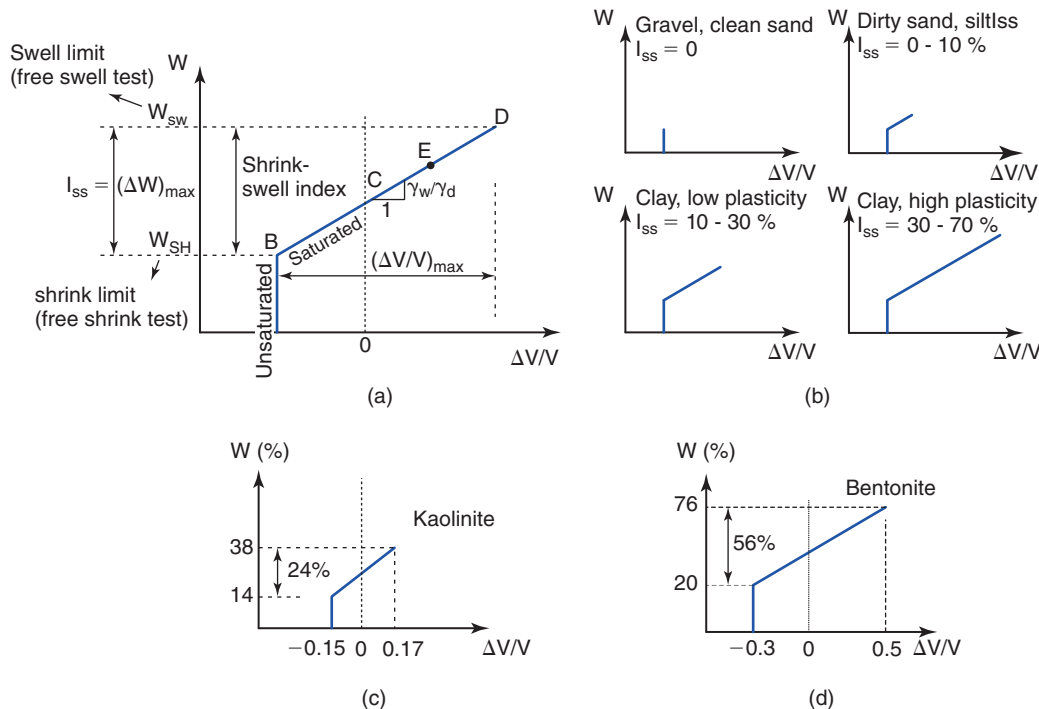 Swell limit
(free swell test)
W
W_sw
D
E
Shrink-
swell index
C
γ_w/γ_d
1
I_ss = (ΔW)_max
W_SH
B
Saturated
(ΔV/V)_max
shrink limit
(free shrink test)
Unsaturated
0
ΔV/V
(a)
W
Gravel, clean sand
I_ss = 0
ΔV/V
W
Dirty sand, siltIss
I_ss = 0 - 10 %
ΔV/V
W
Clay, low plasticity
I_ss = 10 - 30 %
ΔV/V
W
Clay, high plasticity
I_ss = 30 - 70 %
ΔV/V
(b)
W (%)
Kaolinite
38
24%
14
−0.15 0 0.17 ΔV/V
(c)
W (%)
Bentonite
76
56%
20
−0.3 0 0.5 ΔV/V
(d)